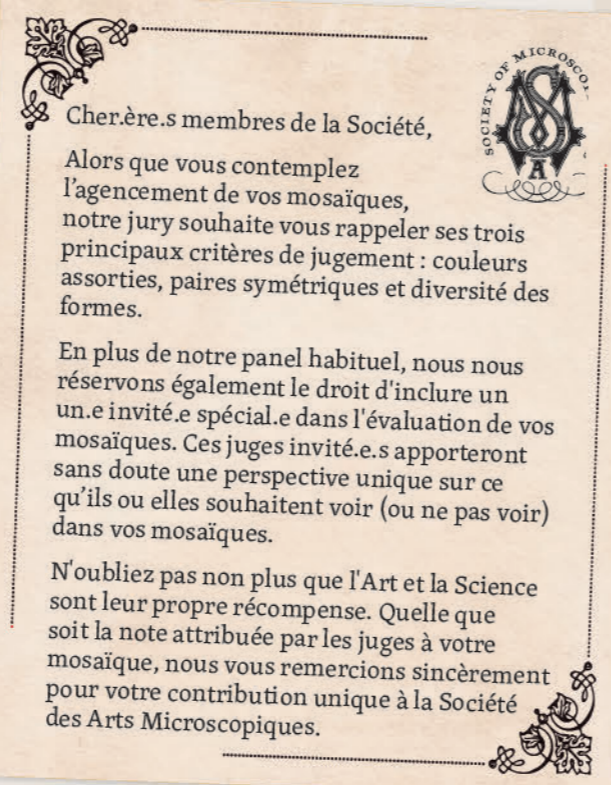 SOCIETY OF MICROSCO
A
Cher.ère.s membres de la Société,
Alors que vous contemplez
l'agencement de vos mosaïques,
notre jury souhaite vous rappeler ses trois
principaux critères de jugement : couleurs
assorties, paires symétriques et diversité des
formes.
En plus de notre panel habituel, nous nous
réservons également le droit d'inclure un
un.e invité.e spécial.e dans l'évaluation de vos
mosaïques. Ces juges invité.e.s apporteront
sans doute une perspective unique sur ce
qu'ils ou elles souhaitent voir (ou ne pas voir)
dans vos mosaïques.
N'oubliez pas non plus que l'Art et la Science
sont leur propre récompense. Quelle que
soit la note attribuée par les juges à votre
mosaïque, nous vous remercions sincèrement
pour votre contribution unique à la Société
des Arts Microscopiques.